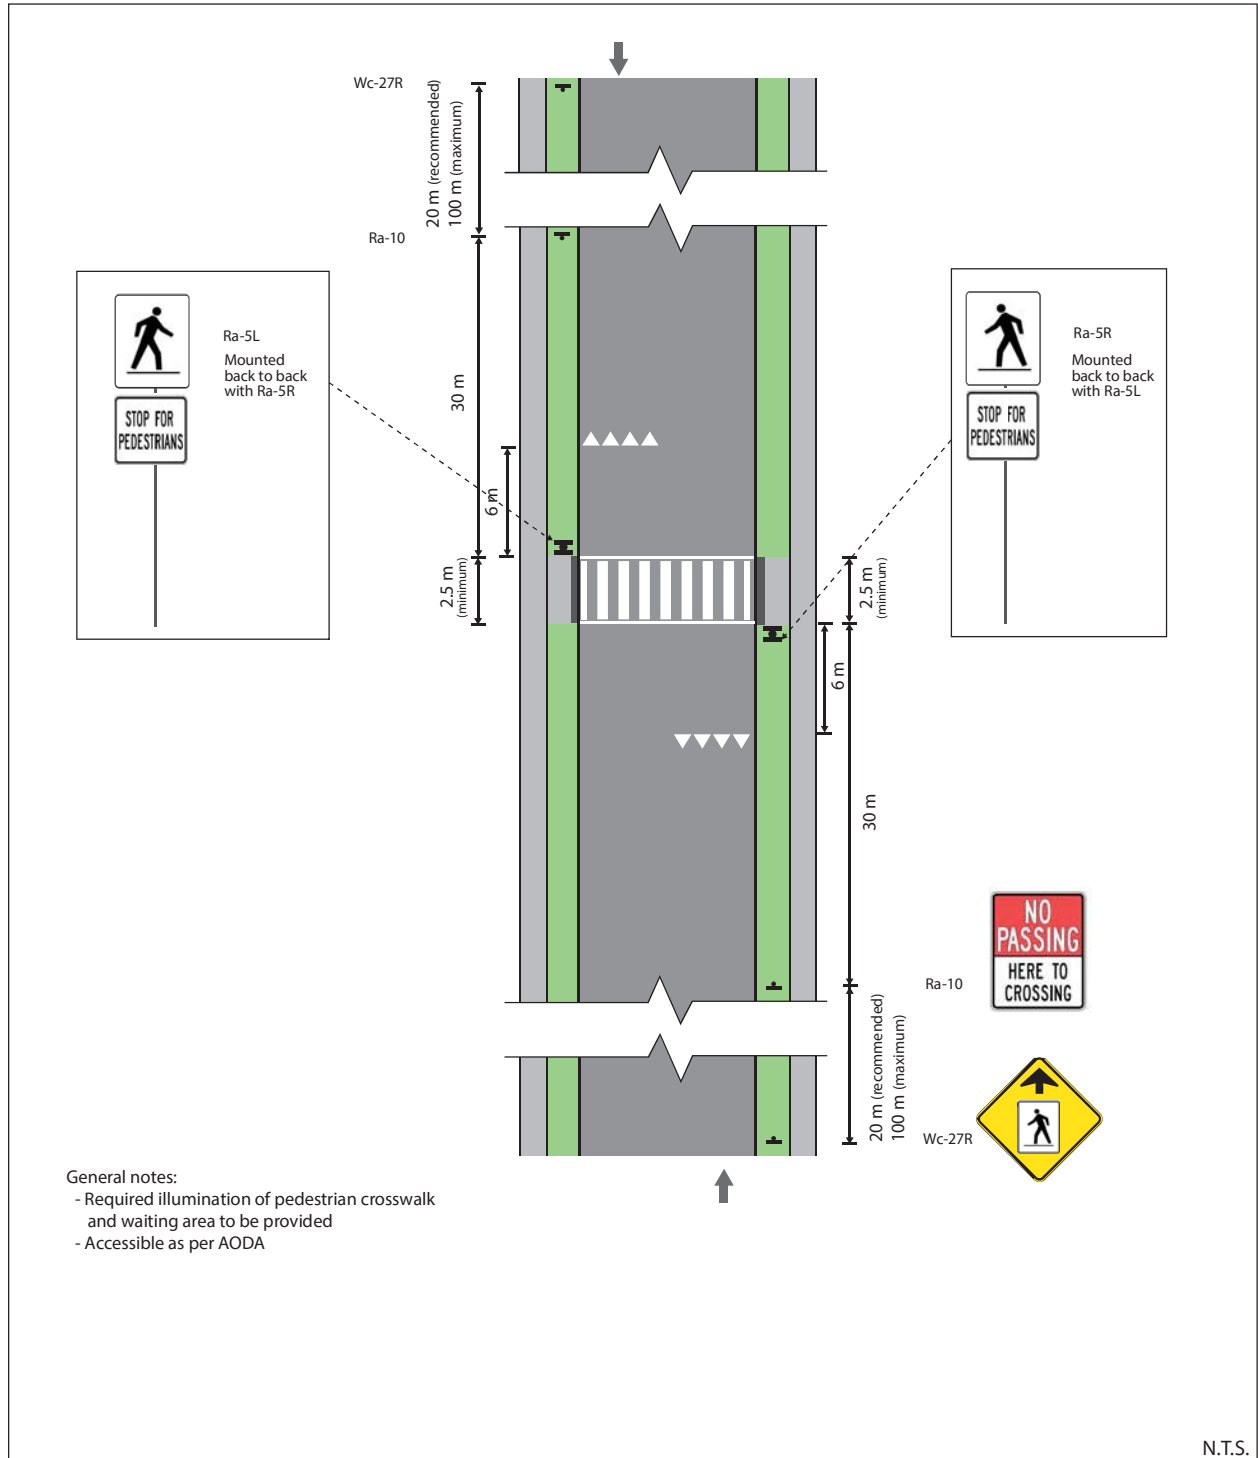 Wc-27R
20 m (recommended)
100 m (maximum)
Ra-10
30 m
6 m
2.5 m
(minimum)
STOP FOR
PEDESTRIANS
Ra-5L
Mounted
back to back
with Ra-5R
STOP FOR
PEDESTRIANS
Ra-5R
Mounted
back to back
with Ra-5L
2.5 m
(minimum)
6 m
30 m
Ra-10
NO
PASSING
HERE TO
CROSSING
20 m (recommended)
100 m (maximum)
Wc-27R
General notes:
- Required illumination of pedestrian crosswalk
and waiting area to be provided
- Accessible as per AODA
N.T.S.